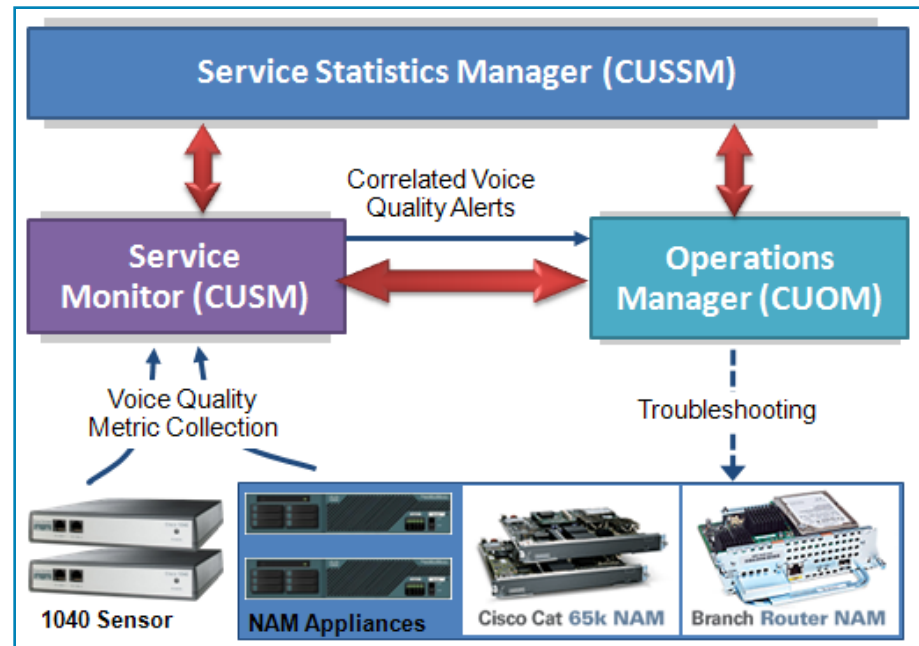 Service Statistics Manager (CUSSM)
Correlated Voice
Quality Alerts
Service
Monitor (CUSM)
Operations
Manager (CUOM)
Voice Quality
Metric Collection
Troubleshooting
1040 Sensor
NAM Appliances
Cisco Cat 65k NAM
Branch Router NAM